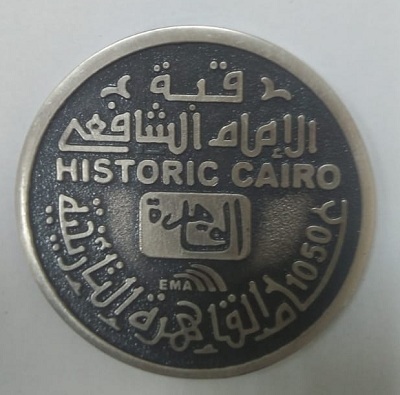 قبة
الإمام الشافعي
HISTORIC CAIRO
القاهرة
EMA
1050 عام القاهرة التاريخية